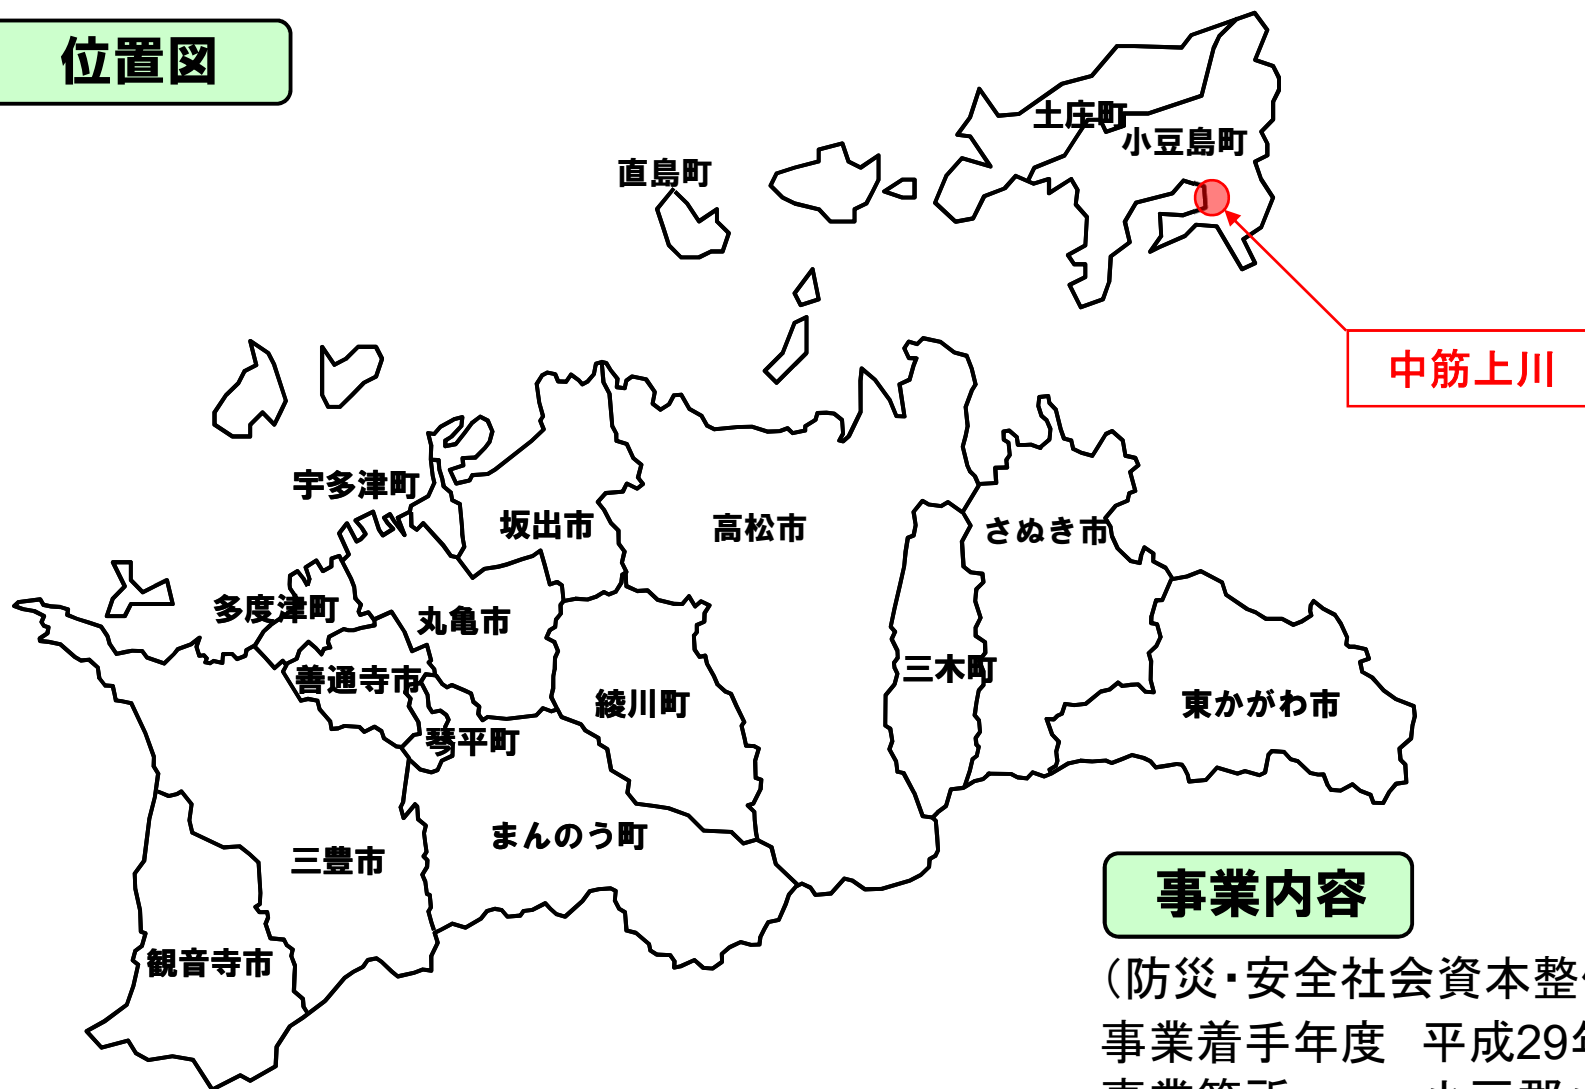 位置図
土庄町
小豆島町
直島町
中筋上川
宇多津町
坂出市
高松市
さぬき市
多度津町
丸亀市
善通寺市
三木町
綾川町
東かがわ市
琴平町
まんのう町
三豊市
観音寺市
事業内容
（防災・安全社会資本整
事業着手年度　平成29年